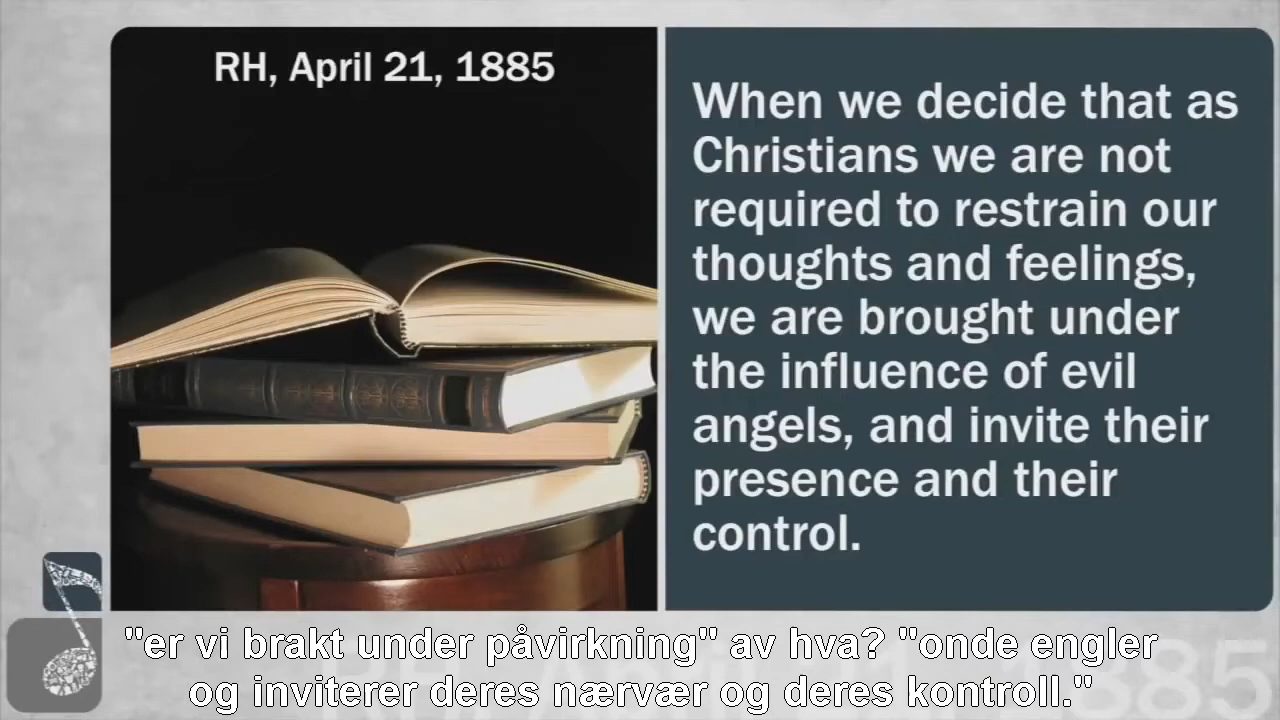 RH, April 21, 1885
When we decide that as
Christians we are not
required to restrain our
thoughts and feelings,
we are brought under
the influence of evil
angels, and invite their
presence and their
control.
"er vi brakt under påvirkning" av hva? "onde engler
og inviterer deres nærvær og deres kontroll."